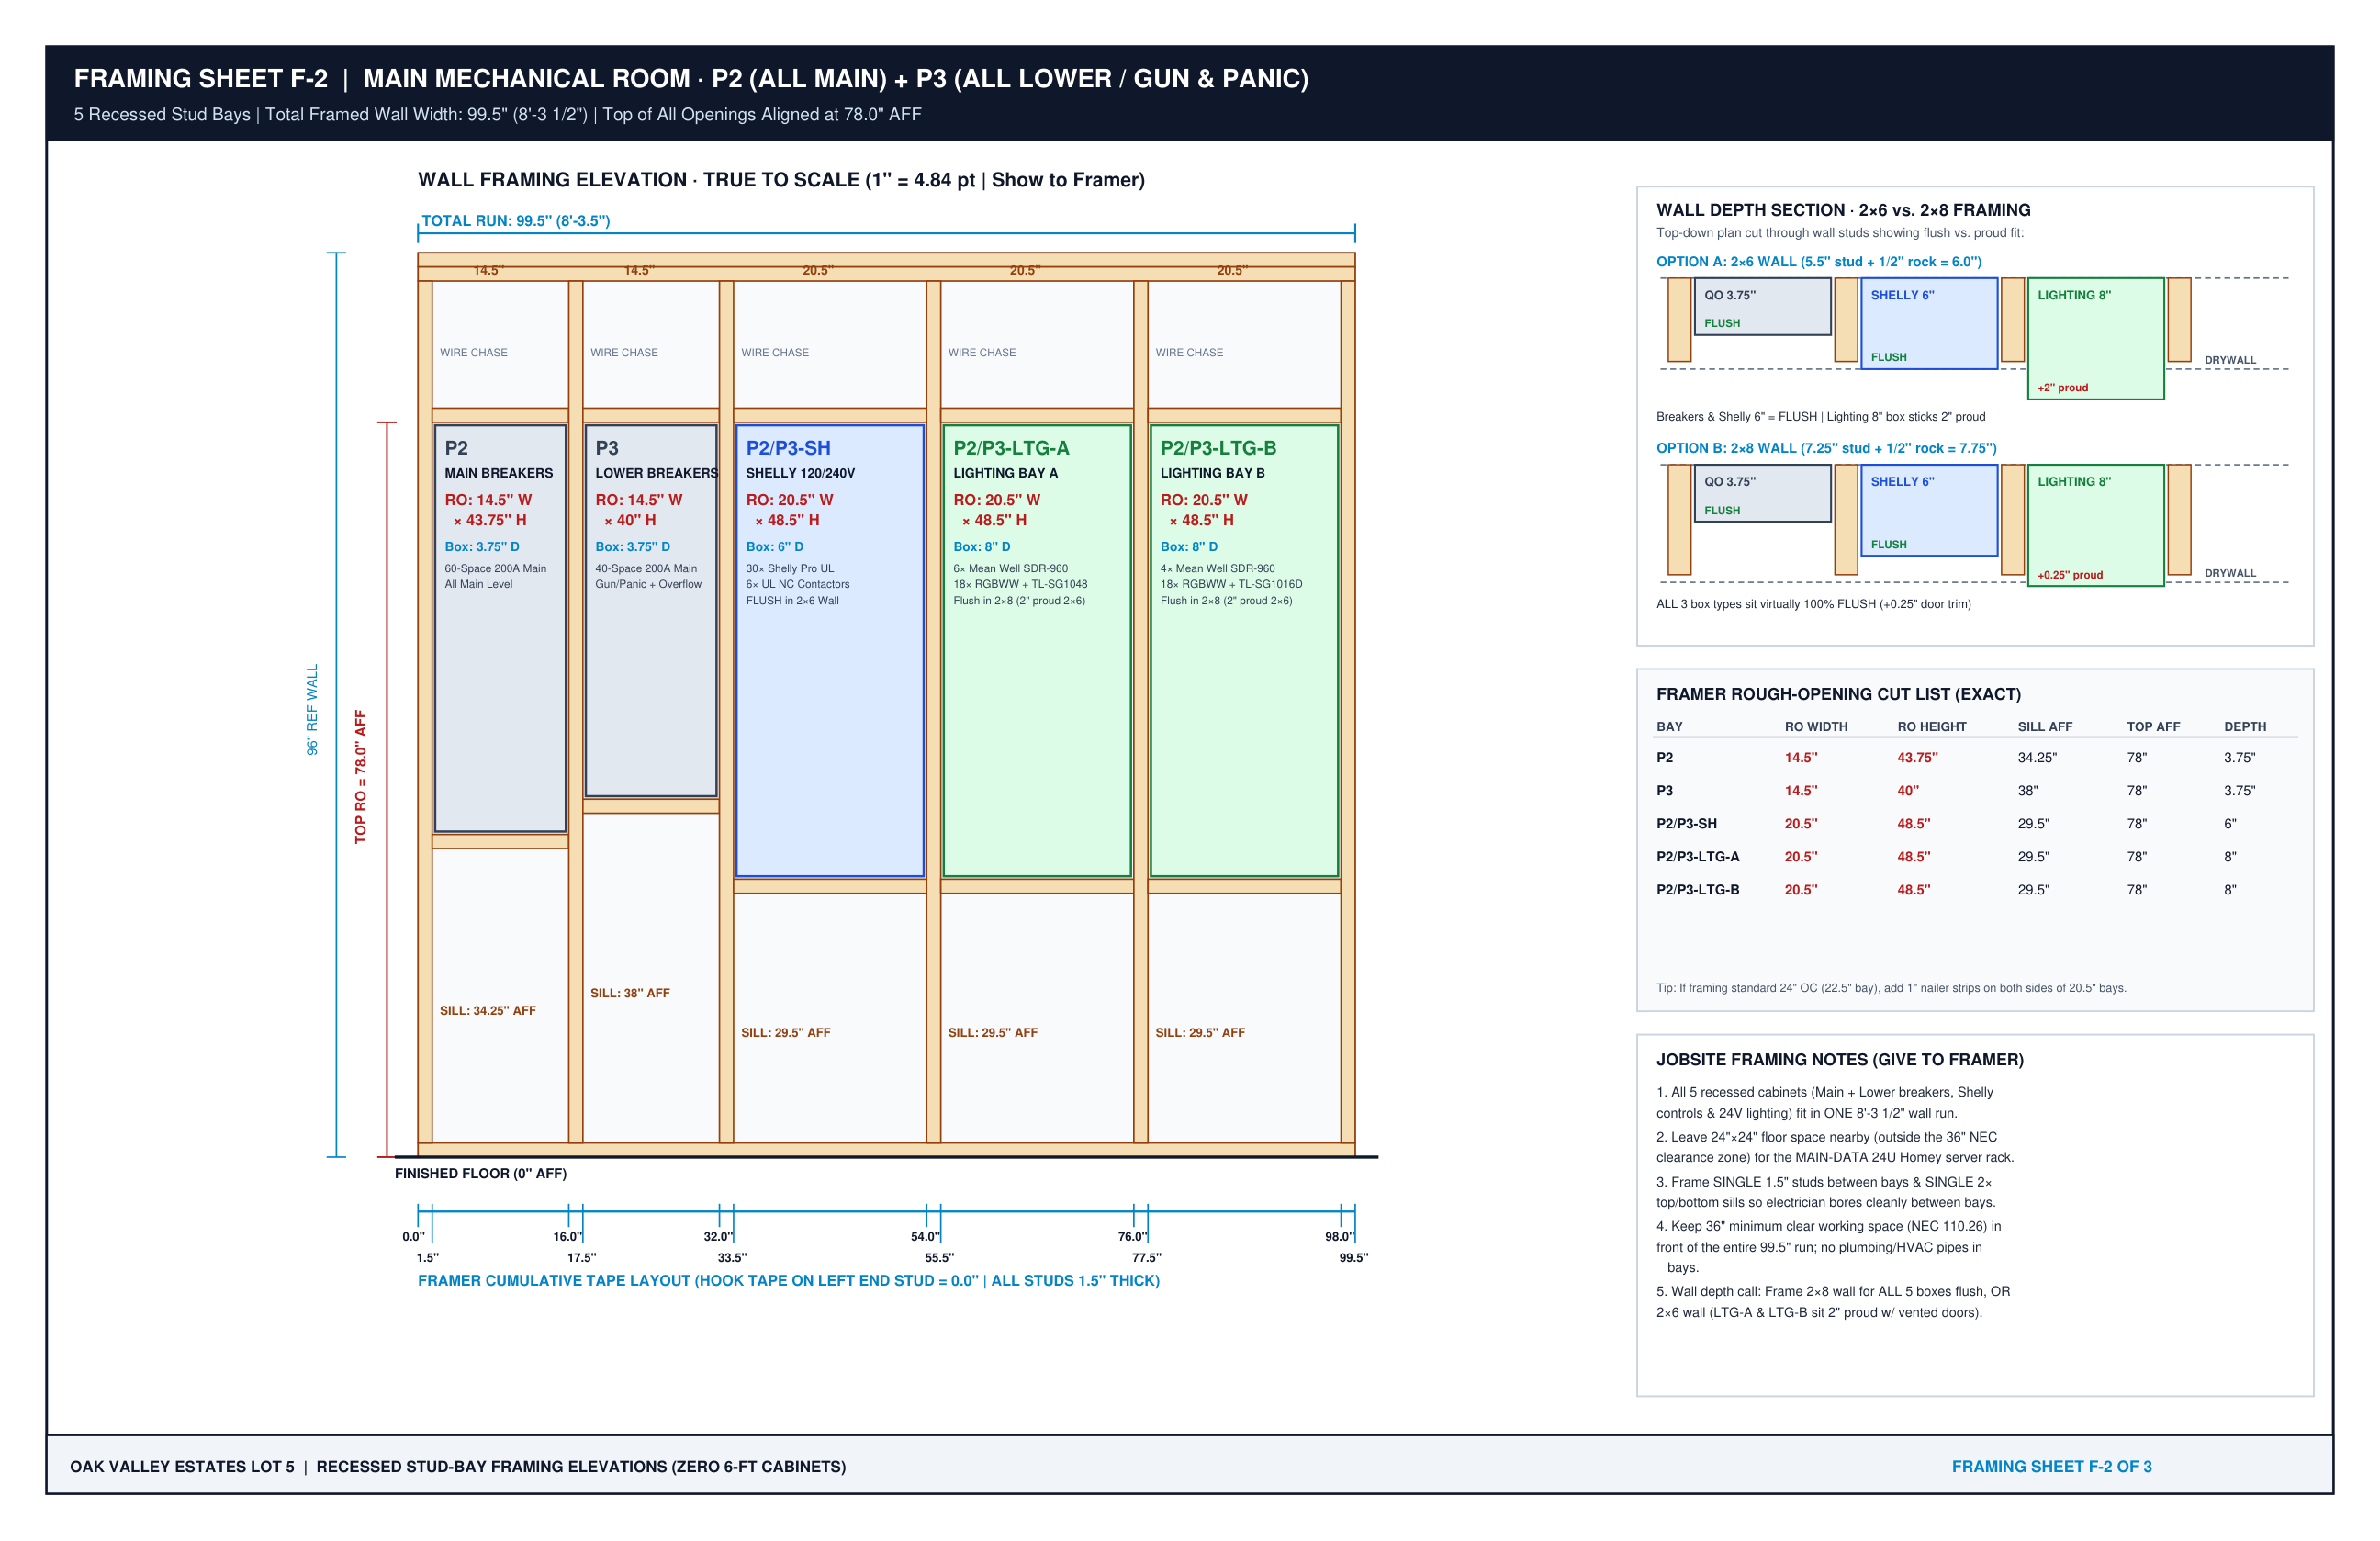 FRAMING SHEET F-2 | MAIN MECHANICAL ROOM · P2 (ALL MAIN) + P3 (ALL LOWER / GUN & PANIC)
5 Recessed Stud Bays | Total Framed Wall Width: 99.5" (8'-3 1/2") | Top of All Openings Aligned at 78.0" AFF
WALL FRAMING ELEVATION · TRUE TO SCALE (1" = 4.84 pt | Show to Framer)
TOTAL RUN: 99.5" (8'-3.5")
14.5" 14.5" 20.5" 20.5" 20.5"
WIRE CHASE WIRE CHASE WIRE CHASE WIRE CHASE WIRE CHASE
96" REF WALL
TOP RO = 78.0" AFF
P2
MAIN BREAKERS
RO: 14.5" W
× 43.75" H
Box: 3.75" D
60-Space 200A Main
All Main Level
SILL: 34.25" AFF
P3
LOWER BREAKERS
RO: 14.5" W
× 40" H
Box: 3.75" D
40-Space 200A Main
Gun/Panic + Overflow
SILL: 38" AFF
P2/P3-SH
SHELLY 120/240V
RO: 20.5" W
× 48.5" H
Box: 6" D
30× Shelly Pro UL
6× UL NC Contactors
FLUSH in 2×6 Wall
SILL: 29.5" AFF
P2/P3-LTG-A
LIGHTING BAY A
RO: 20.5" W
× 48.5" H
Box: 8" D
6× Mean Well SDR-960
18× RGBWW + TL-SG1048
Flush in 2×8 (2" proud 2×6)
SILL: 29.5" AFF
P2/P3-LTG-B
LIGHTING BAY B
RO: 20.5" W
× 48.5" H
Box: 8" D
4× Mean Well SDR-960
18× RGBWW + TL-SG1016D
Flush in 2×8 (2" proud 2×6)
SILL: 29.5" AFF
FINISHED FLOOR (0" AFF)
0.0" 16.0" 32.0" 54.0" 76.0" 98.0"
1.5" 17.5" 33.5" 55.5" 77.5" 99.5"
FRAMER CUMULATIVE TAPE LAYOUT (HOOK TAPE ON LEFT END STUD = 0.0" | ALL STUDS 1.5" THICK)
WALL DEPTH SECTION · 2×6 vs. 2×8 FRAMING
Top-down plan cut through wall studs showing flush vs. proud fit:
OPTION A: 2×6 WALL (5.5" stud + 1/2" rock = 6.0")
QO 3.75" SHELLY 6" LIGHTING 8"
FLUSH
FLUSH DRYWALL
+2" proud
Breakers & Shelly 6" = FLUSH | Lighting 8" box sticks 2" proud
OPTION B: 2×8 WALL (7.25" stud + 1/2" rock = 7.75")
QO 3.75" SHELLY 6" LIGHTING 8"
FLUSH
FLUSH
+0.25" proud DRYWALL
ALL 3 box types sit virtually 100% FLUSH (+0.25" door trim)
FRAMER ROUGH-OPENING CUT LIST (EXACT)
BAY RO WIDTH RO HEIGHT SILL AFF TOP AFF DEPTH
P2 14.5" 43.75" 34.25" 78" 3.75"
P3 14.5" 40" 38" 78" 3.75"
P2/P3-SH 20.5" 48.5" 29.5" 78" 6"
P2/P3-LTG-A 20.5" 48.5" 29.5" 78" 8"
P2/P3-LTG-B 20.5" 48.5" 29.5" 78" 8"
Tip: If framing standard 24" OC (22.5" bay), add 1" nailer strips on both sides of 20.5" bays.
JOBSITE FRAMING NOTES (GIVE TO FRAMER)
1. All 5 recessed cabinets (Main + Lower breakers, Shelly
controls & 24V lighting) fit in ONE 8'-3 1/2" wall run.
2. Leave 24"×24" floor space nearby (outside the 36" NEC
clearance zone) for the MAIN-DATA 24U Homey server rack.
3. Frame SINGLE 1.5" studs between bays & SINGLE 2×
top/bottom sills so electrician bores cleanly between bays.
4. Keep 36" minimum clear working space (NEC 110.26) in
front of the entire 99.5" run; no plumbing/HVAC pipes in
bays.
5. Wall depth call: Frame 2×8 wall for ALL 5 boxes flush, OR
2×6 wall (LTG-A & LTG-B sit 2" proud w/ vented doors).
OAK VALLEY ESTATES LOT 5 | RECESSED STUD-BAY FRAMING ELEVATIONS (ZERO 6-FT CABINETS)
FRAMING SHEET F-2 OF 3